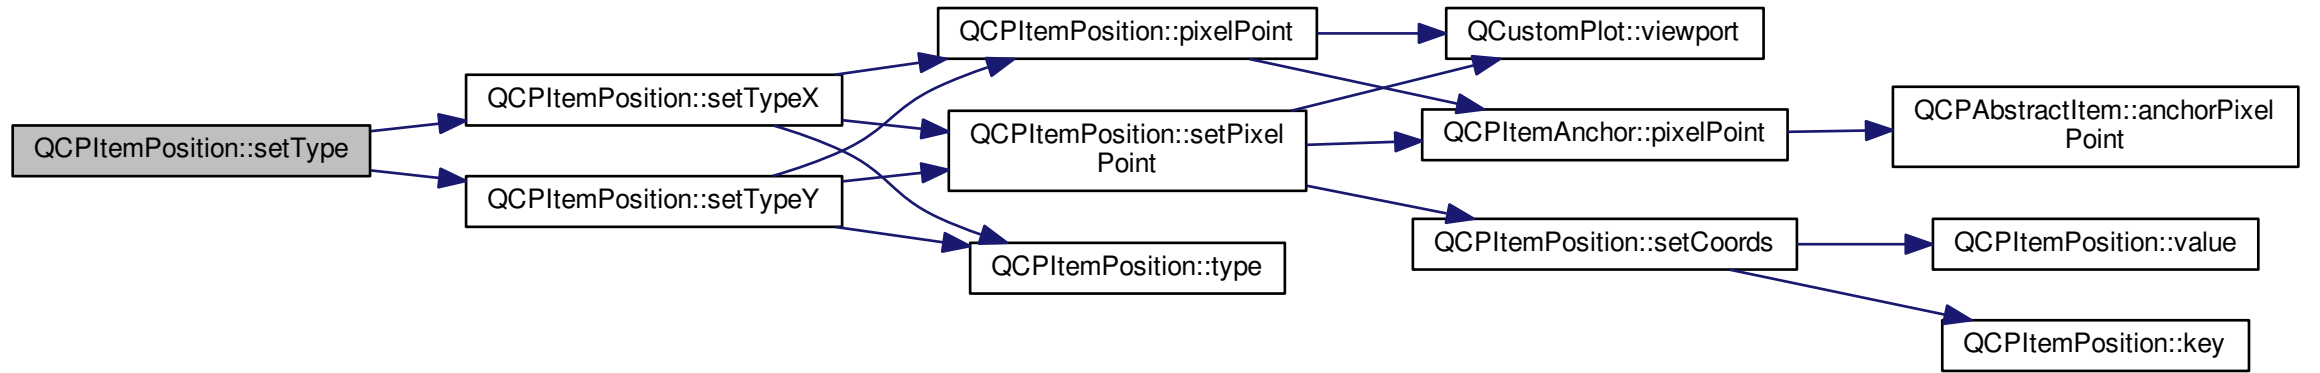 QCPItemPosition::setType
QCPItemPosition::setTypeX
QCPItemPosition::setTypeY
QCPItemPosition::pixelPoint
QCPItemPosition::setPixel
Point
QCPItemPosition::type
QCustomPlot::viewport
QCPItemAnchor::pixelPoint
QCPItemPosition::setCoords
QCPAbstractItem::anchorPixel
Point
QCPItemPosition::value
QCPItemPosition::key